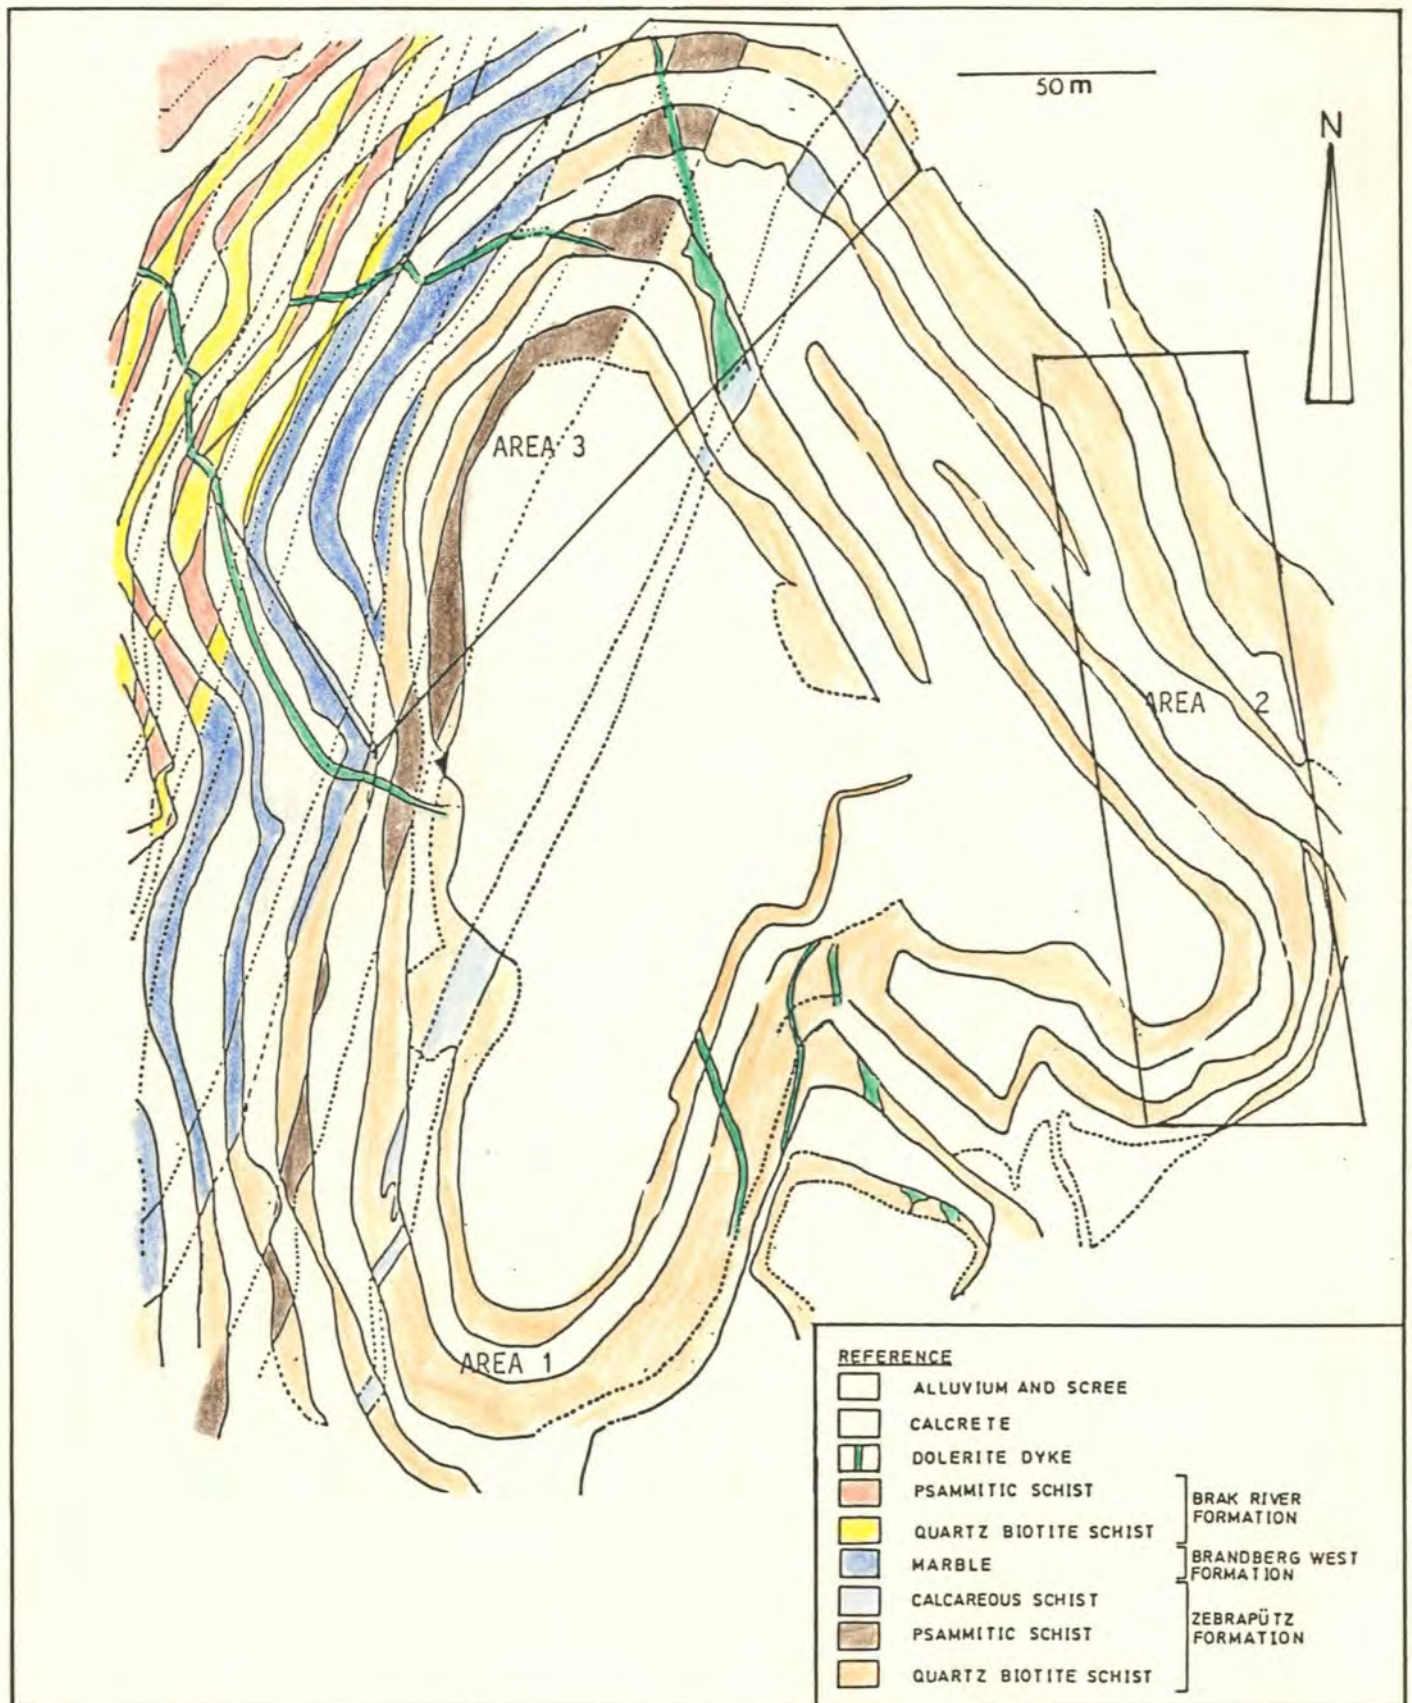 50 m
N
AREA 3
AREA 2
AREA 1
REFERENCE
ALLUVIUM AND SCREE
CALCRETE
DOLERITE DYKE
PSAMMITIC SCHIST
QUARTZ BIOTITE SCHIST
BRAK RIVER
FORMATION
MARBLE
BRANDBERG WEST
FORMATION
CALCAREOUS SCHIST
PSAMMITIC SCHIST
QUARTZ BIOTITE SCHIST
ZEBRAPÜTZ
FORMATION